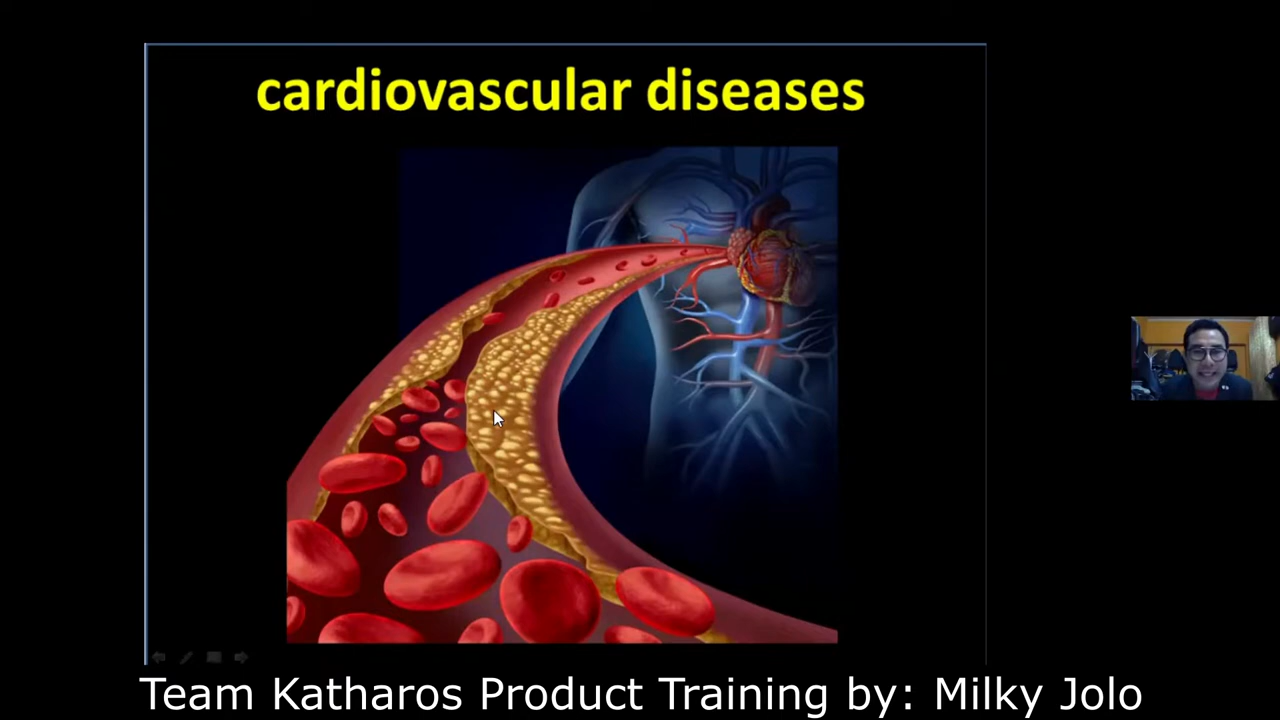 cardiovascular diseases
Team Katharos Product Training by: Milky Jolo